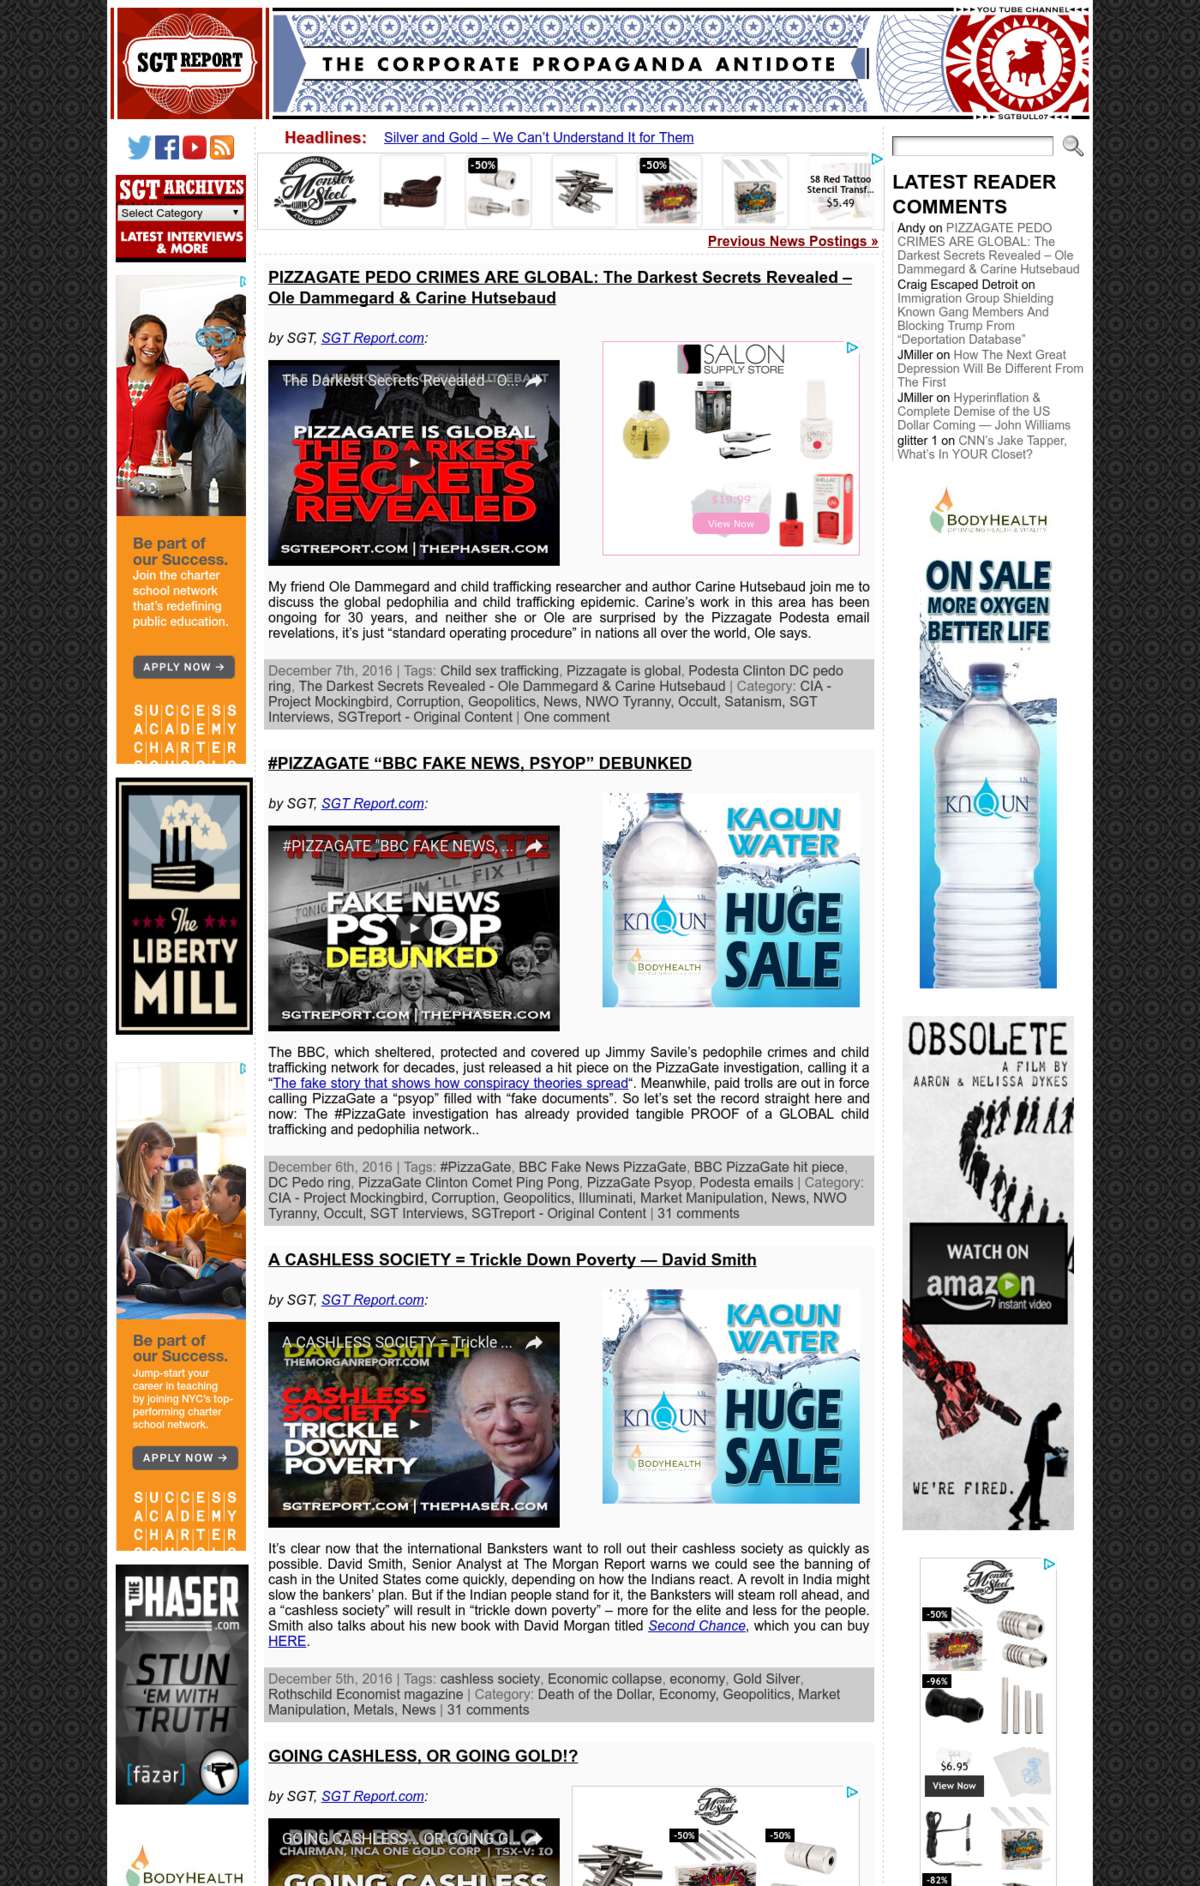 ►►►YOU TUBE CHANNEL◄◄◄
SGT REPORT
THE CORPORATE PROPAGANDA ANTIDOTE
►►►SGTBULL07◄◄◄
Headlines: Silver and Gold – We Can't Understand It for Them
SGT ARCHIVES
Select Category
LATEST INTERVIEWS
& MORE
PROFESSIONAL TATTOO
Monster
Steel
PIERCING SUPPLY
-50%
-50%
58 Red Tattoo
Stencil Transf...
$5.49
Previous News Postings »
PIZZAGATE PEDO CRIMES ARE GLOBAL: The Darkest Secrets Revealed –
Ole Dammegard & Carine Hutsebaud
by SGT, SGT Report.com:
The Darkest Secrets Revealed - O...
PIZZAGATE IS GLOBAL
THE DARKEST
SECRETS
REVEALED
SGTREPORT.COM | THEPHASER.COM
SALON
SUPPLY STORE
$19.99
View Now
My friend Ole Dammegard and child trafficking researcher and author Carine Hutsebaud join me to
discuss the global pedophilia and child trafficking epidemic. Carine's work in this area has been
ongoing for 30 years, and neither she or Ole are surprised by the Pizzagate Podesta email
revelations, it's just “standard operating procedure” in nations all over the world, Ole says.
December 7th, 2016 | Tags: Child sex trafficking, Pizzagate is global, Podesta Clinton DC pedo
ring, The Darkest Secrets Revealed - Ole Dammegard & Carine Hutsebaud | Category: CIA -
Project Mockingbird, Corruption, Geopolitics, News, NWO Tyranny, Occult, Satanism, SGT
Interviews, SGTreport - Original Content | One comment
#PIZZAGATE “BBC FAKE NEWS, PSYOP” DEBUNKED
by SGT, SGT Report.com:
#PIZZAGATE "BBC FAKE NEWS, ...
FAKE NEWS
PSYOP
DEBUNKED
SGTREPORT.COM | THEPHASER.COM
KAQUN
WATER
HUGE
SALE
KAQUN
BODYHEALTH
The BBC, which sheltered, protected and covered up Jimmy Savile's pedophile crimes and child
trafficking network for decades, just released a hit piece on the PizzaGate investigation, calling it a
“The fake story that shows how conspiracy theories spread“. Meanwhile, paid trolls are out in force
calling PizzaGate a “psyop” filled with “fake documents”. So let's set the record straight here and
now: The #PizzaGate investigation has already provided tangible PROOF of a GLOBAL child
trafficking and pedophilia network..
December 6th, 2016 | Tags: #PizzaGate, BBC Fake News PizzaGate, BBC PizzaGate hit piece,
DC Pedo ring, PizzaGate Clinton Comet Ping Pong, PizzaGate Psyop, Podesta emails | Category:
CIA - Project Mockingbird, Corruption, Geopolitics, Illuminati, Market Manipulation, News, NWO
Tyranny, Occult, SGT Interviews, SGTreport - Original Content | 31 comments
A CASHLESS SOCIETY = Trickle Down Poverty — David Smith
by SGT, SGT Report.com:
A CASHLESS SOCIETY = Trickle ...
DAVID SMITH
THEMORGANREPORT.COM
CASHLESS
SOCIETY =
TRICKLE
DOWN
POVERTY
SGTREPORT.COM | THEPHASER.COM
KAQUN
WATER
HUGE
SALE
KAQUN
BODYHEALTH
It's clear now that the international Banksters want to roll out their cashless society as quickly as
possible. David Smith, Senior Analyst at The Morgan Report warns we could see the banning of
cash in the United States come quickly, depending on how the Indians react. A revolt in India might
slow the bankers' plan. But if the Indian people stand for it, the Banksters will steam roll ahead, and
a “cashless society” will result in “trickle down poverty” – more for the elite and less for the people.
Smith also talks about his new book with David Morgan titled Second Chance, which you can buy
HERE.
December 5th, 2016 | Tags: cashless society, Economic collapse, economy, Gold Silver,
Rothschild Economist magazine | Category: Death of the Dollar, Economy, Geopolitics, Market
Manipulation, Metals, News | 31 comments
GOING CASHLESS, OR GOING GOLD!?
by SGT, SGT Report.com:
GOING CASHLESS... OR GOING G...
CHAIRMAN, INCA ONE GOLD CORP | TSX-V: IO
GOING CASHLESS
Monster
Steel
-50%
-50%
Be part of
our Success.
Join the charter
school network
that's redefining
public education.
APPLY NOW →
SUCCESS
ACADEMY
CHARTER
SCHOOLS
The
LIBERTY
MILL
Be part of
our Success.
Jump-start your
career in teaching
by joining NYC's top-
performing charter
school network.
APPLY NOW →
SUCCESS
ACADEMY
CHARTER
SCHOOLS
THE
PHASER
.com
STUN
'EM WITH
TRUTH
[fāzər]
BODYHEALTH
LATEST READER
COMMENTS
Andy on PIZZAGATE PEDO
CRIMES ARE GLOBAL: The
Darkest Secrets Revealed – Ole
Dammegard & Carine Hutsebaud
Craig Escaped Detroit on
Immigration Group Shielding
Known Gang Members And
Blocking Trump From
“Deportation Database”
JMiller on How The Next Great
Depression Will Be Different From
The First
JMiller on Hyperinflation &
Complete Demise of the US
Dollar Coming — John Williams
glitter 1 on CNN's Jake Tapper,
What's In YOUR Closet?
BODYHEALTH
OPTIMIZING HEALTH & VITALITY
ON SALE
MORE OXYGEN
BETTER LIFE
KAQUN
OBSOLETE
A FILM BY
AARON & MELISSA DYKES
WATCH ON
amazon
instant video
WE'RE FIRED.
Monster
Steel
-50%
-96%
$6.95
View Now
-82%